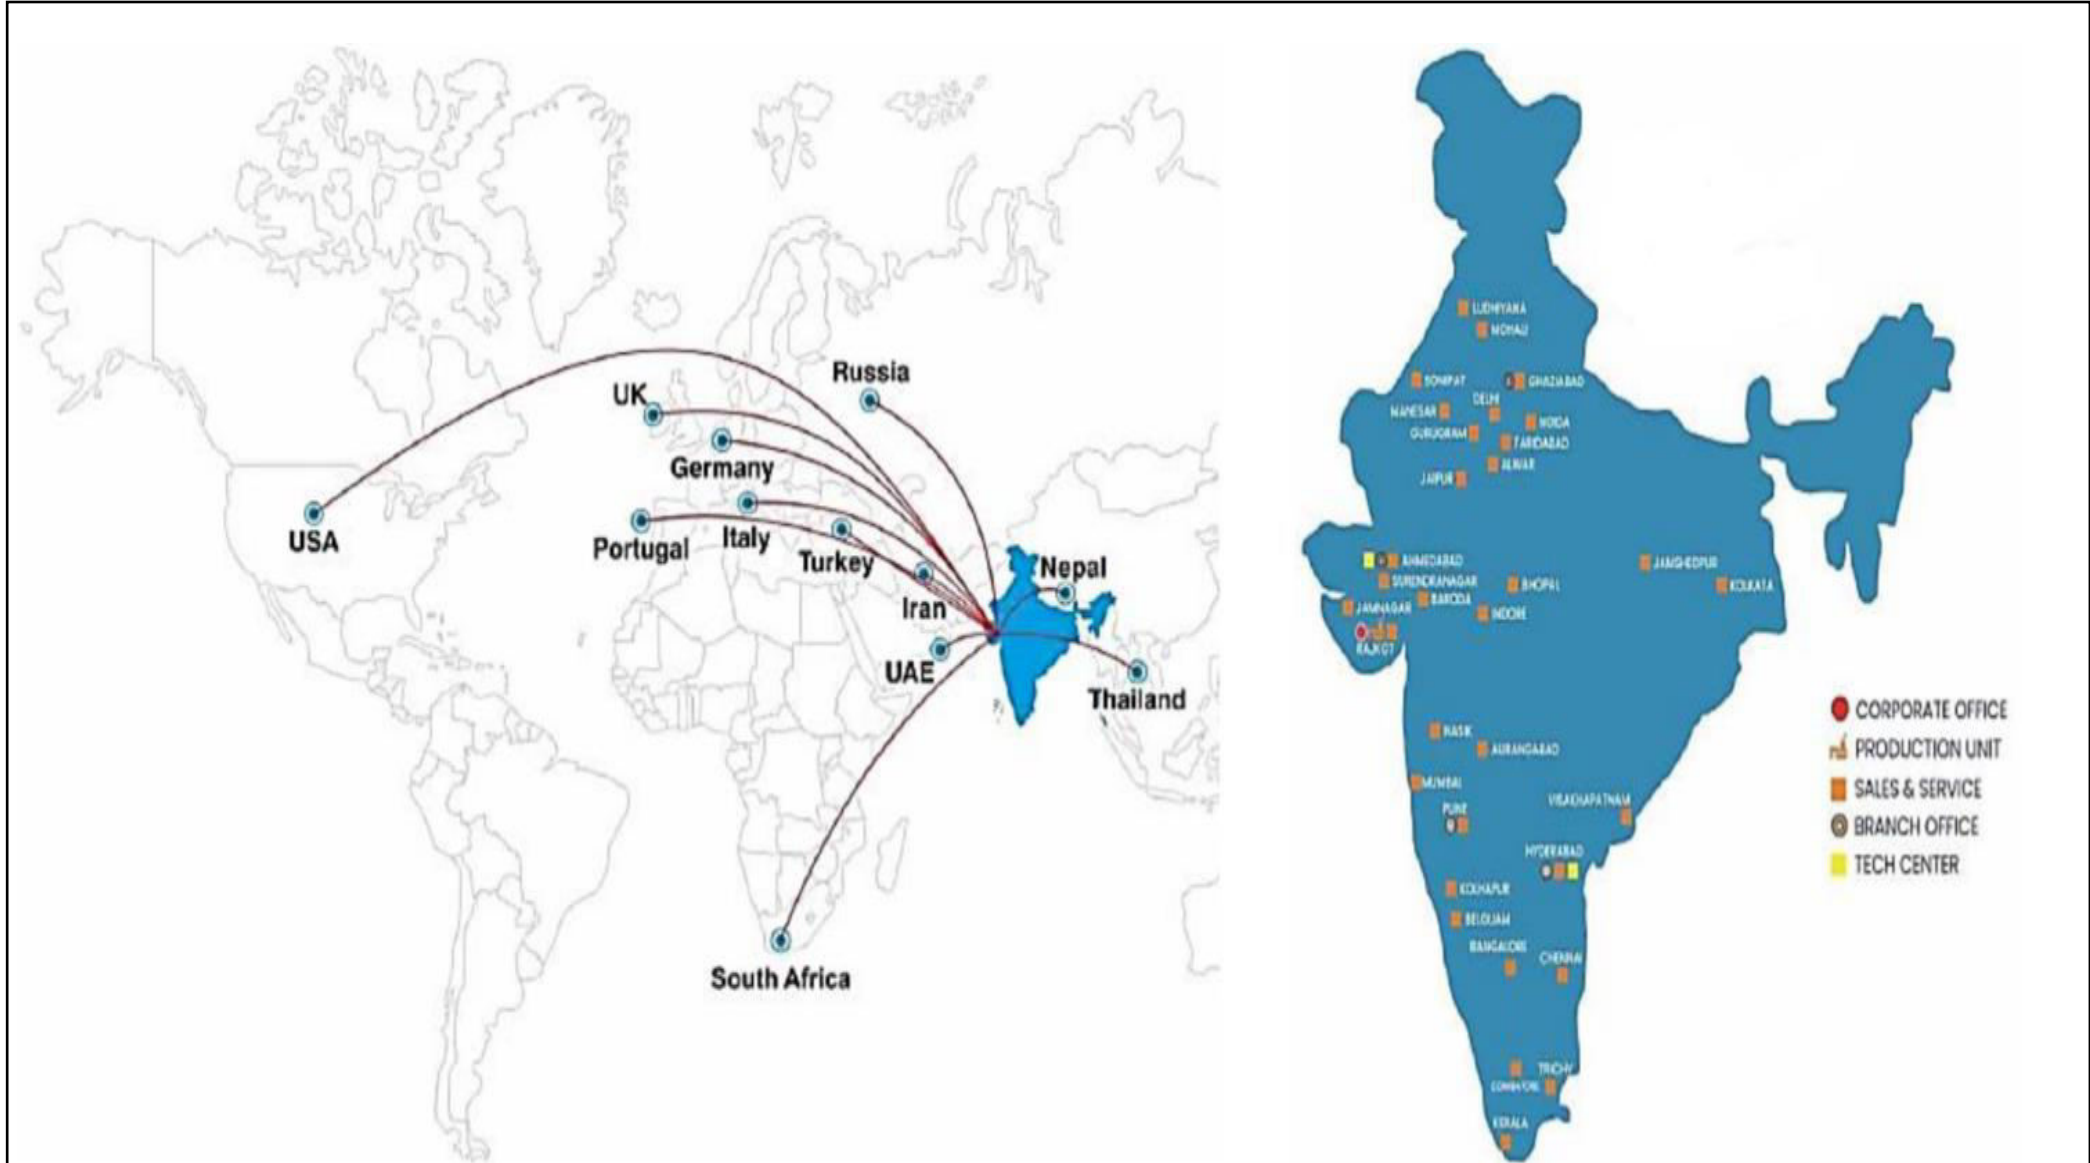 Russia
UK
Germany
USA
Portugal
Italy
Turkey
Nepal
Iran
UAE
Thailand
South Africa
LUDHIYANA
MOHALI
SONIPAT
GHAZIABAD
DELHI
MANESAR
NOIDA
GURUGRAM
FARIDABAD
ALWAR
JAIPUR
AHMEDABAD
JAMSHEDPUR
SURENDRANAGAR
BHOPAL
KOLKATA
BARODA
JAMNAGAR
INDORE
RAJKOT
NASIK
AURANGABAD
MUMBAI
VISAKHAPATNAM
PUNE
HYDERABAD
KOLHAPUR
BELGUAM
BANGALORE
CHENNAI
TRICHY
KERALA
CORPORATE OFFICE
PRODUCTION UNIT
SALES & SERVICE
BRANCH OFFICE
TECH CENTER